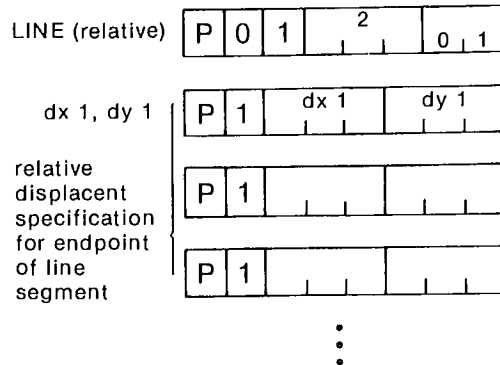 LINE (relative) P 0 1 2 0 1
dx 1, dy 1 P 1 dx 1 dy 1
relative
displacent
specification P 1
for endpoint
of line
segment P 1